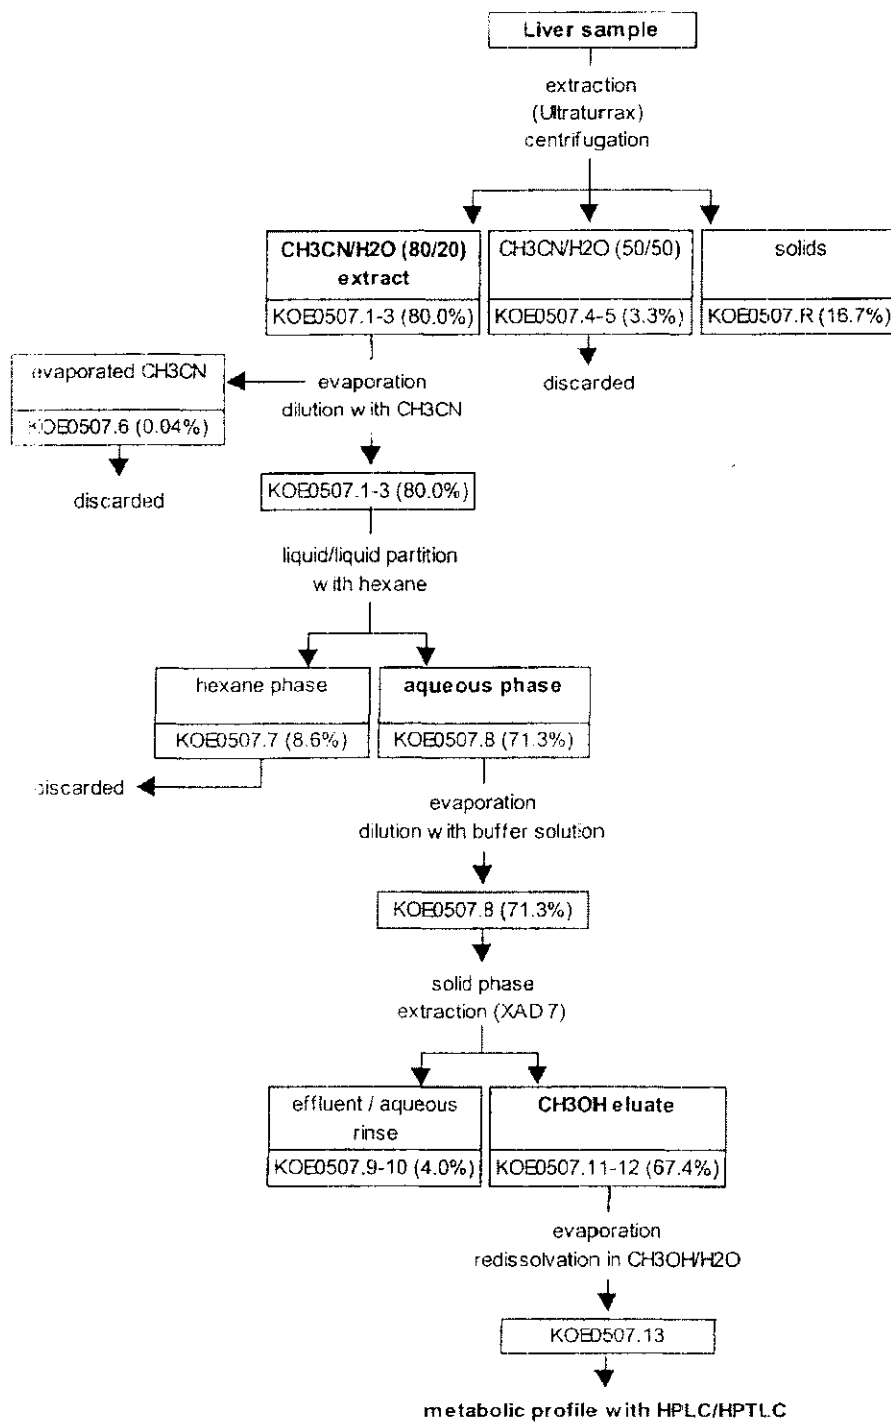 Liver sample
extraction
(Ultraturrax)
centrifugation
CH3CN/H2O (80/20)
extract
KOE0507.1-3 (80.0%)
CH3CN/H2O (50/50)
KOE0507.4-5 (3.3%)
solids
KOE0507.R (16.7%)
evaporated CH3CN
KOE0507.6 (0.04%)
discarded
evaporation
dilution with CH3CN
discarded
KOE0507.1-3 (80.0%)
liquid/liquid partition
with hexane
hexane phase
KOE0507.7 (8.6%)
aqueous phase
KOE0507.8 (71.3%)
discarded
evaporation
dilution with buffer solution
KOE0507.8 (71.3%)
solid phase
extraction (XAD 7)
effluent / aqueous
rinse
KOE0507.9-10 (4.0%)
CH3OH eluate
KOE0507.11-12 (67.4%)
evaporation
redissolvation in CH3OH/H2O
KOE0507.13
metabolic profile with HPLC/HPTLC